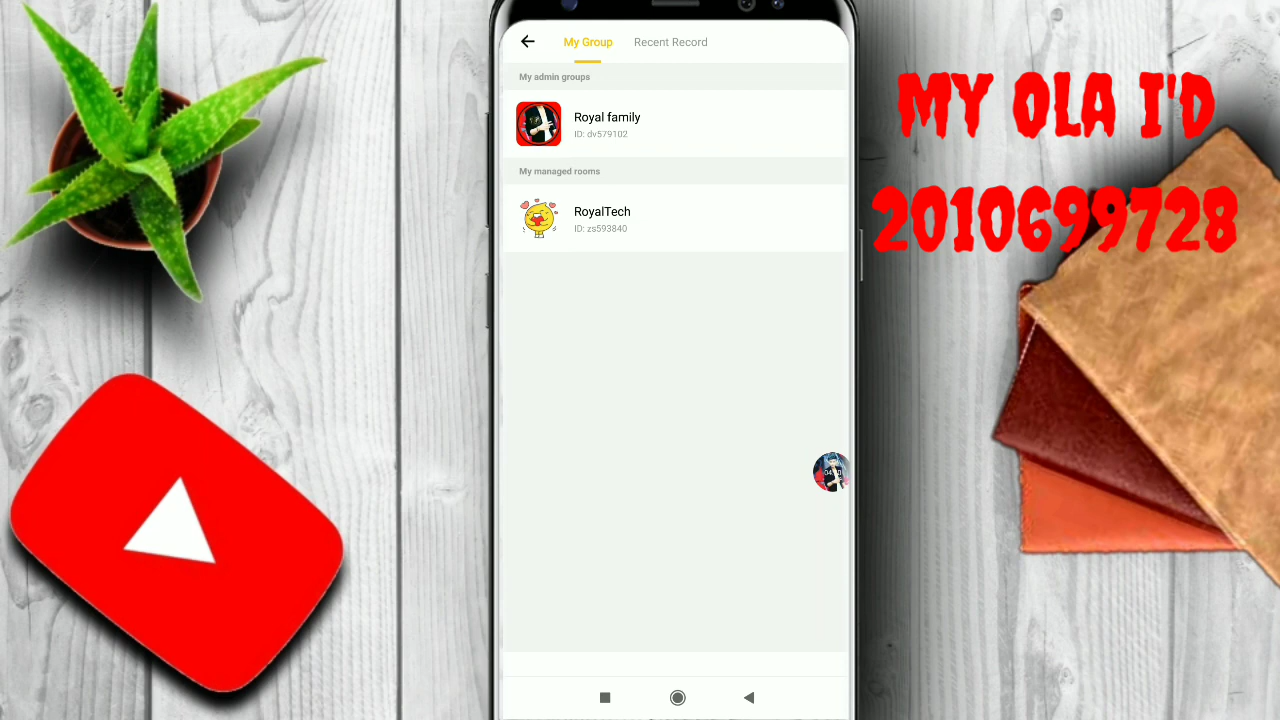 My Group
Recent Record
My admin groups
Royal family
ID: dv579102
My managed rooms
RoyalTech
ID: zs593840
MY OLA I'D
2010699728